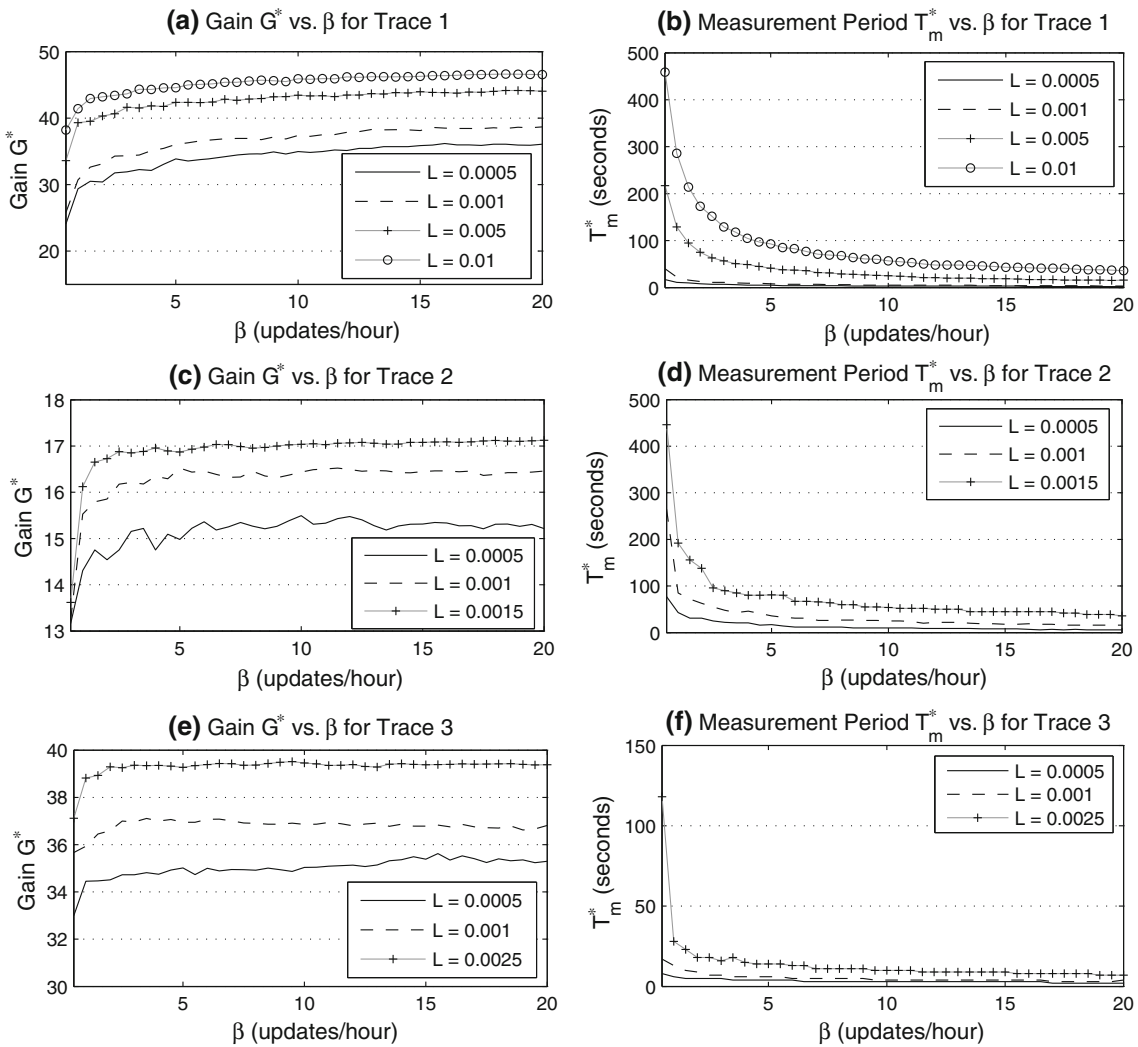 (a) Gain G* vs. β for Trace 1
50
40
30
20
Gain G*
5
10
15
20
β (updates/hour)
L = 0.0005
L = 0.001
L = 0.005
L = 0.01
(b) Measurement Period T*m vs. β for Trace 1
500
400
300
200
100
0
T*m (seconds)
5
10
15
20
β (updates/hour)
L = 0.0005
L = 0.001
L = 0.005
L = 0.01
(c) Gain G* vs. β for Trace 2
18
17
16
15
14
13
Gain G*
5
10
15
20
β (updates/hour)
L = 0.0005
L = 0.001
L = 0.0015
(d) Measurement Period T*m vs. β for Trace 2
500
400
300
200
100
0
T*m (seconds)
5
10
15
20
β (updates/hour)
L = 0.0005
L = 0.001
L = 0.0015
(e) Gain G* vs. β for Trace 3
40
38
36
34
32
30
Gain G*
5
10
15
20
β (updates/hour)
L = 0.0005
L = 0.001
L = 0.0025
(f) Measurement Period T*m vs. β for Trace 3
150
100
50
0
T*m (seconds)
5
10
15
20
β (updates/hour)
L = 0.0005
L = 0.001
L = 0.0025